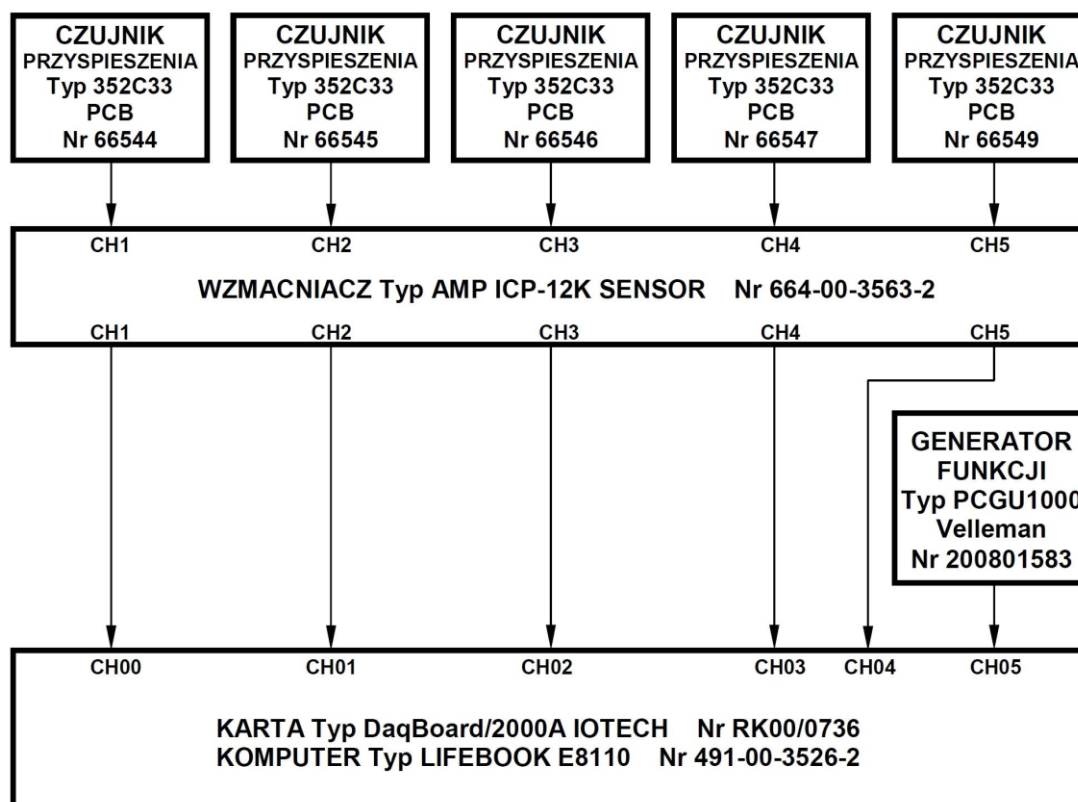 CZUJNIK
PRZYSPIESZENIA
Typ 352C33
PCB
Nr 66544
CZUJNIK
PRZYSPIESZENIA
Typ 352C33
PCB
Nr 66545
CZUJNIK
PRZYSPIESZENIA
Typ 352C33
PCB
Nr 66546
CZUJNIK
PRZYSPIESZENIA
Typ 352C33
PCB
Nr 66547
CZUJNIK
PRZYSPIESZENIA
Typ 352C33
PCB
Nr 66549
CH1 CH2 CH3 CH4 CH5
WZMACNIACZ Typ AMP ICP-12K SENSOR Nr 664-00-3563-2
CH1 CH2 CH3 CH4 CH5
GENERATOR
FUNKCJI
Typ PCGU1000
Velleman
Nr 200801583
CH00 CH01 CH02 CH03 CH04 CH05
KARTA Typ DaqBoard/2000A IOTECH Nr RK00/0736
KOMPUTER Typ LIFEBOOK E8110 Nr 491-00-3526-2